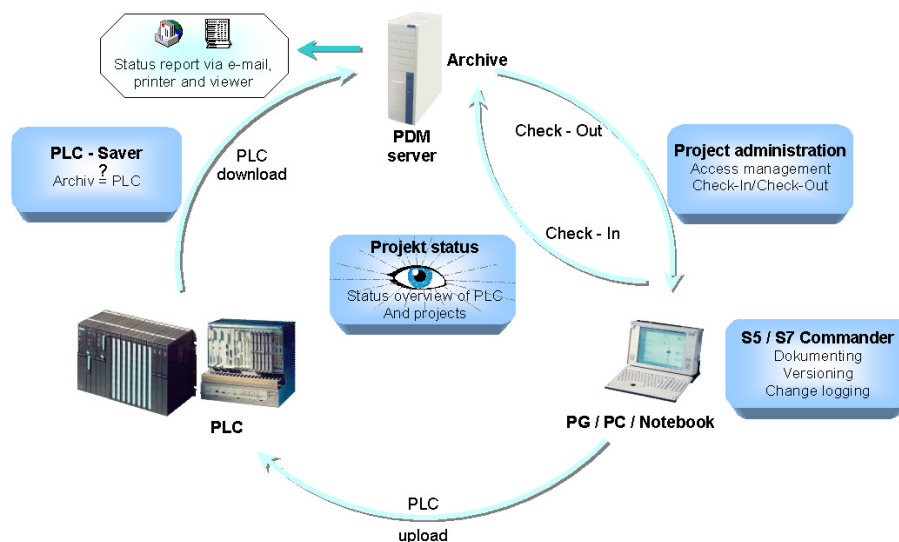 Status report via e-mail,
printer and viewer
Archive
PDM
server
Check - Out
PLC - Saver
?
Archiv = PLC
PLC
download
Project administration
Access management
Check-In/Check-Out
Check - In
Projekt status
Status overview of PLC
And projects
S5 / S7 Commander
Dokumenting
Versioning
Change logging
PLC
PG / PC / Notebook
PLC
upload